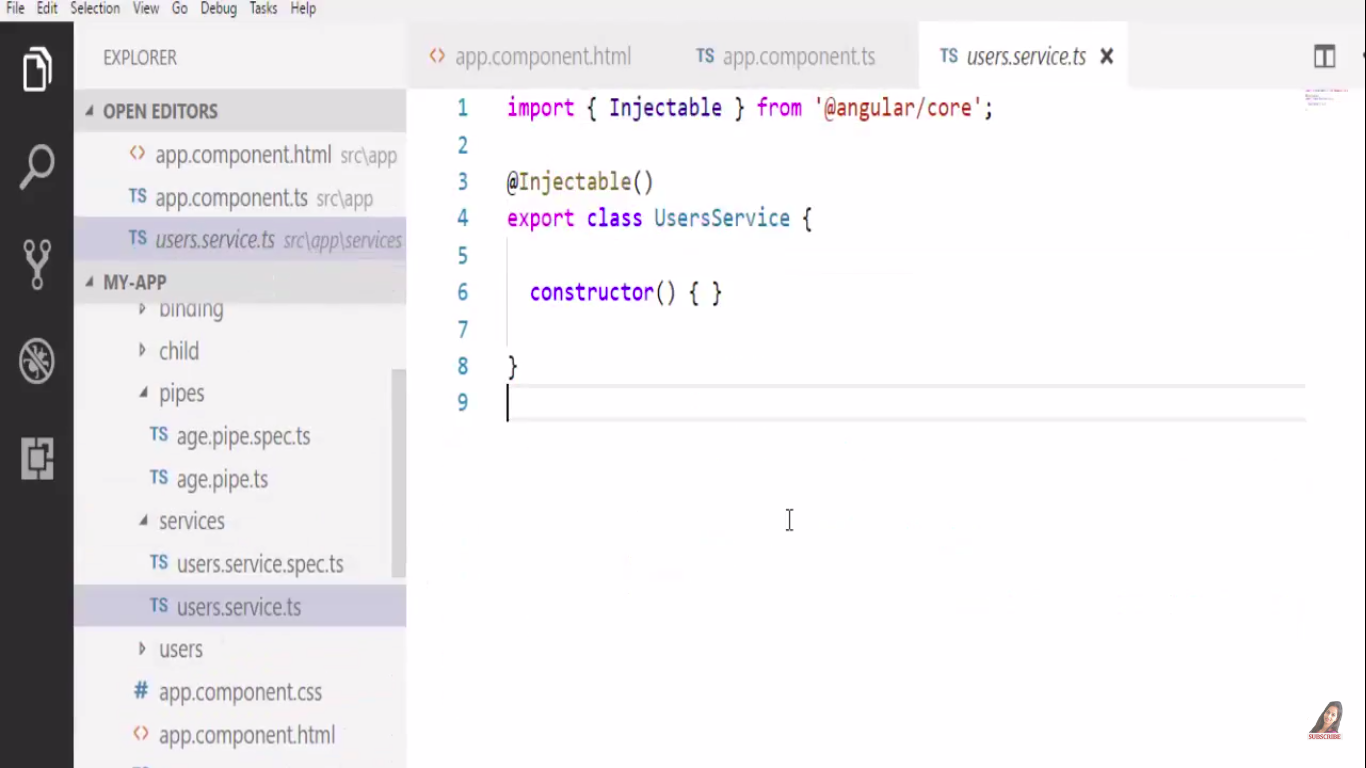 File Edit Selection View Go Debug Tasks Help
EXPLORER
OPEN EDITORS
app.component.html src\app
TS app.component.ts src\app
TS users.service.ts src\app\services
MY-APP
binding
child
pipes
TS age.pipe.spec.ts
TS age.pipe.ts
services
TS users.service.spec.ts
TS users.service.ts
users
# app.component.css
<> app.component.html
<> app.component.html TS app.component.ts TS users.service.ts
1 import { Injectable } from '@angular/core';
2
3 @Injectable()
4 export class UsersService {
5
6 constructor() { }
7
8 }
9
SUBSCRIBE